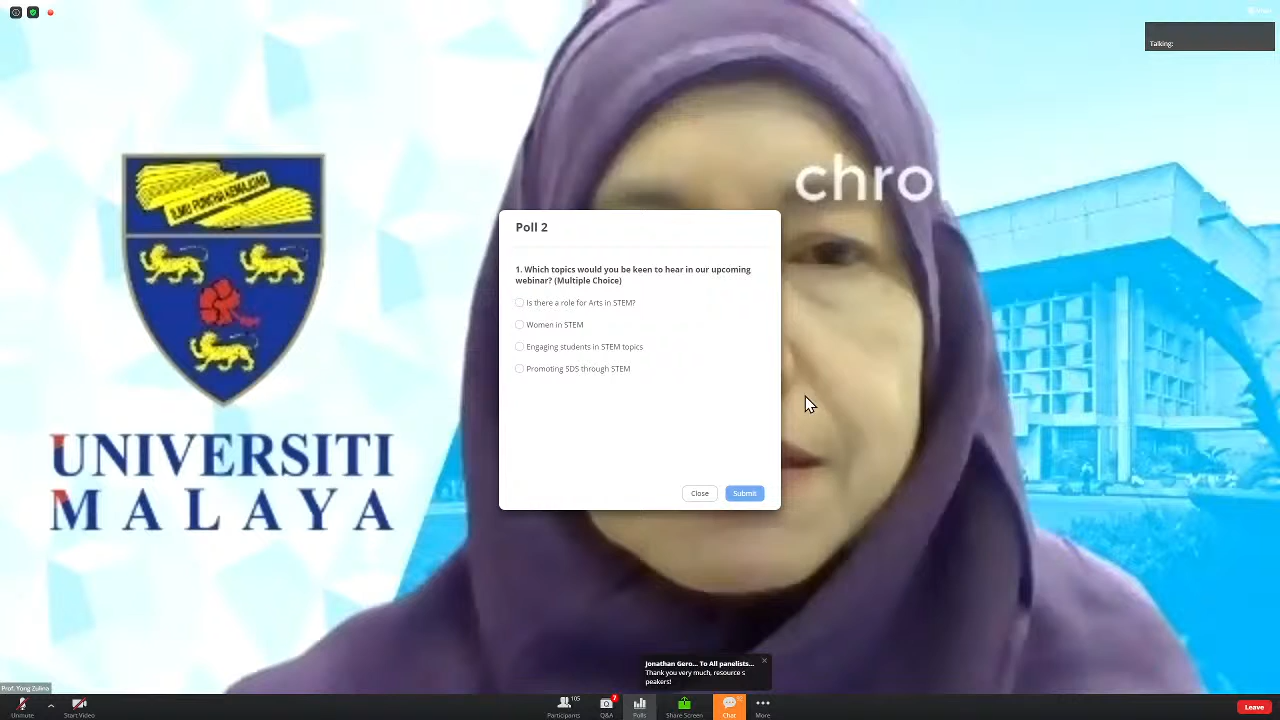 Talking:
ILMU PUNCHA KEMAJUAN
chro
UNIVERSITI
MALAYA
Poll 2
1. Which topics would you be keen to hear in our upcoming
webinar? (Multiple Choice)
Is there a role for Arts in STEM?
Women in STEM
Engaging students in STEM topics
Promoting SDS through STEM
Close
Submit
Jonathan Gero... To All panelists...
Thank you very much, resource s
peakers!
Prof. Yong Zulina
Unmute
Start Video
105
Participants
7
Q&A
Polls
Share Screen
Chat
More
Leave